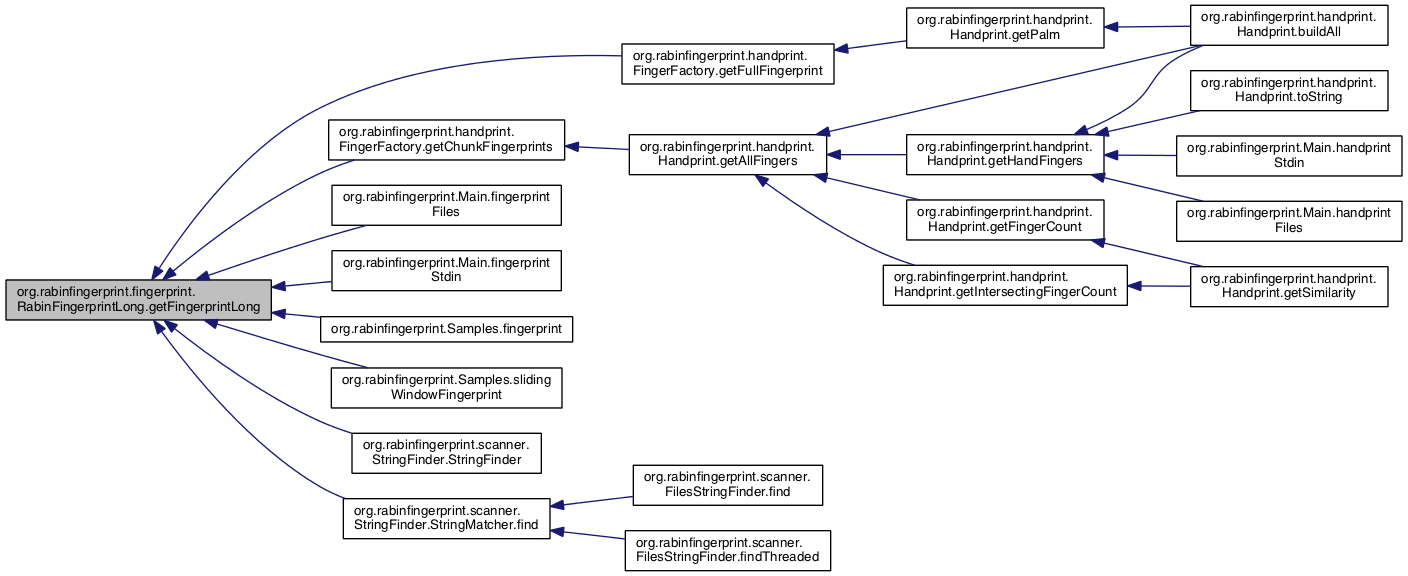 org.rabinfingerprint.fingerprint.
RabinFingerprintLong.getFingerprintLong
org.rabinfingerprint.handprint.
FingerFactory.getFullFingerprint
org.rabinfingerprint.handprint.
Handprint.getPalm
org.rabinfingerprint.handprint.
Handprint.buildAll
org.rabinfingerprint.handprint.
FingerFactory.getChunkFingerprints
org.rabinfingerprint.handprint.
Handprint.getAllFingers
org.rabinfingerprint.handprint.
Handprint.getHandFingers
org.rabinfingerprint.handprint.
Handprint.toString
org.rabinfingerprint.Main.handprint
Stdin
org.rabinfingerprint.Main.handprint
Files
org.rabinfingerprint.handprint.
Handprint.getFingerCount
org.rabinfingerprint.handprint.
Handprint.getIntersectingFingerCount
org.rabinfingerprint.handprint.
Handprint.getSimilarity
org.rabinfingerprint.Main.fingerprint
Files
org.rabinfingerprint.Main.fingerprint
Stdin
org.rabinfingerprint.Samples.fingerprint
org.rabinfingerprint.Samples.sliding
WindowFingerprint
org.rabinfingerprint.scanner.
StringFinder.StringFinder
org.rabinfingerprint.scanner.
StringFinder.StringMatcher.find
org.rabinfingerprint.scanner.
FilesStringFinder.find
org.rabinfingerprint.scanner.
FilesStringFinder.findThreaded